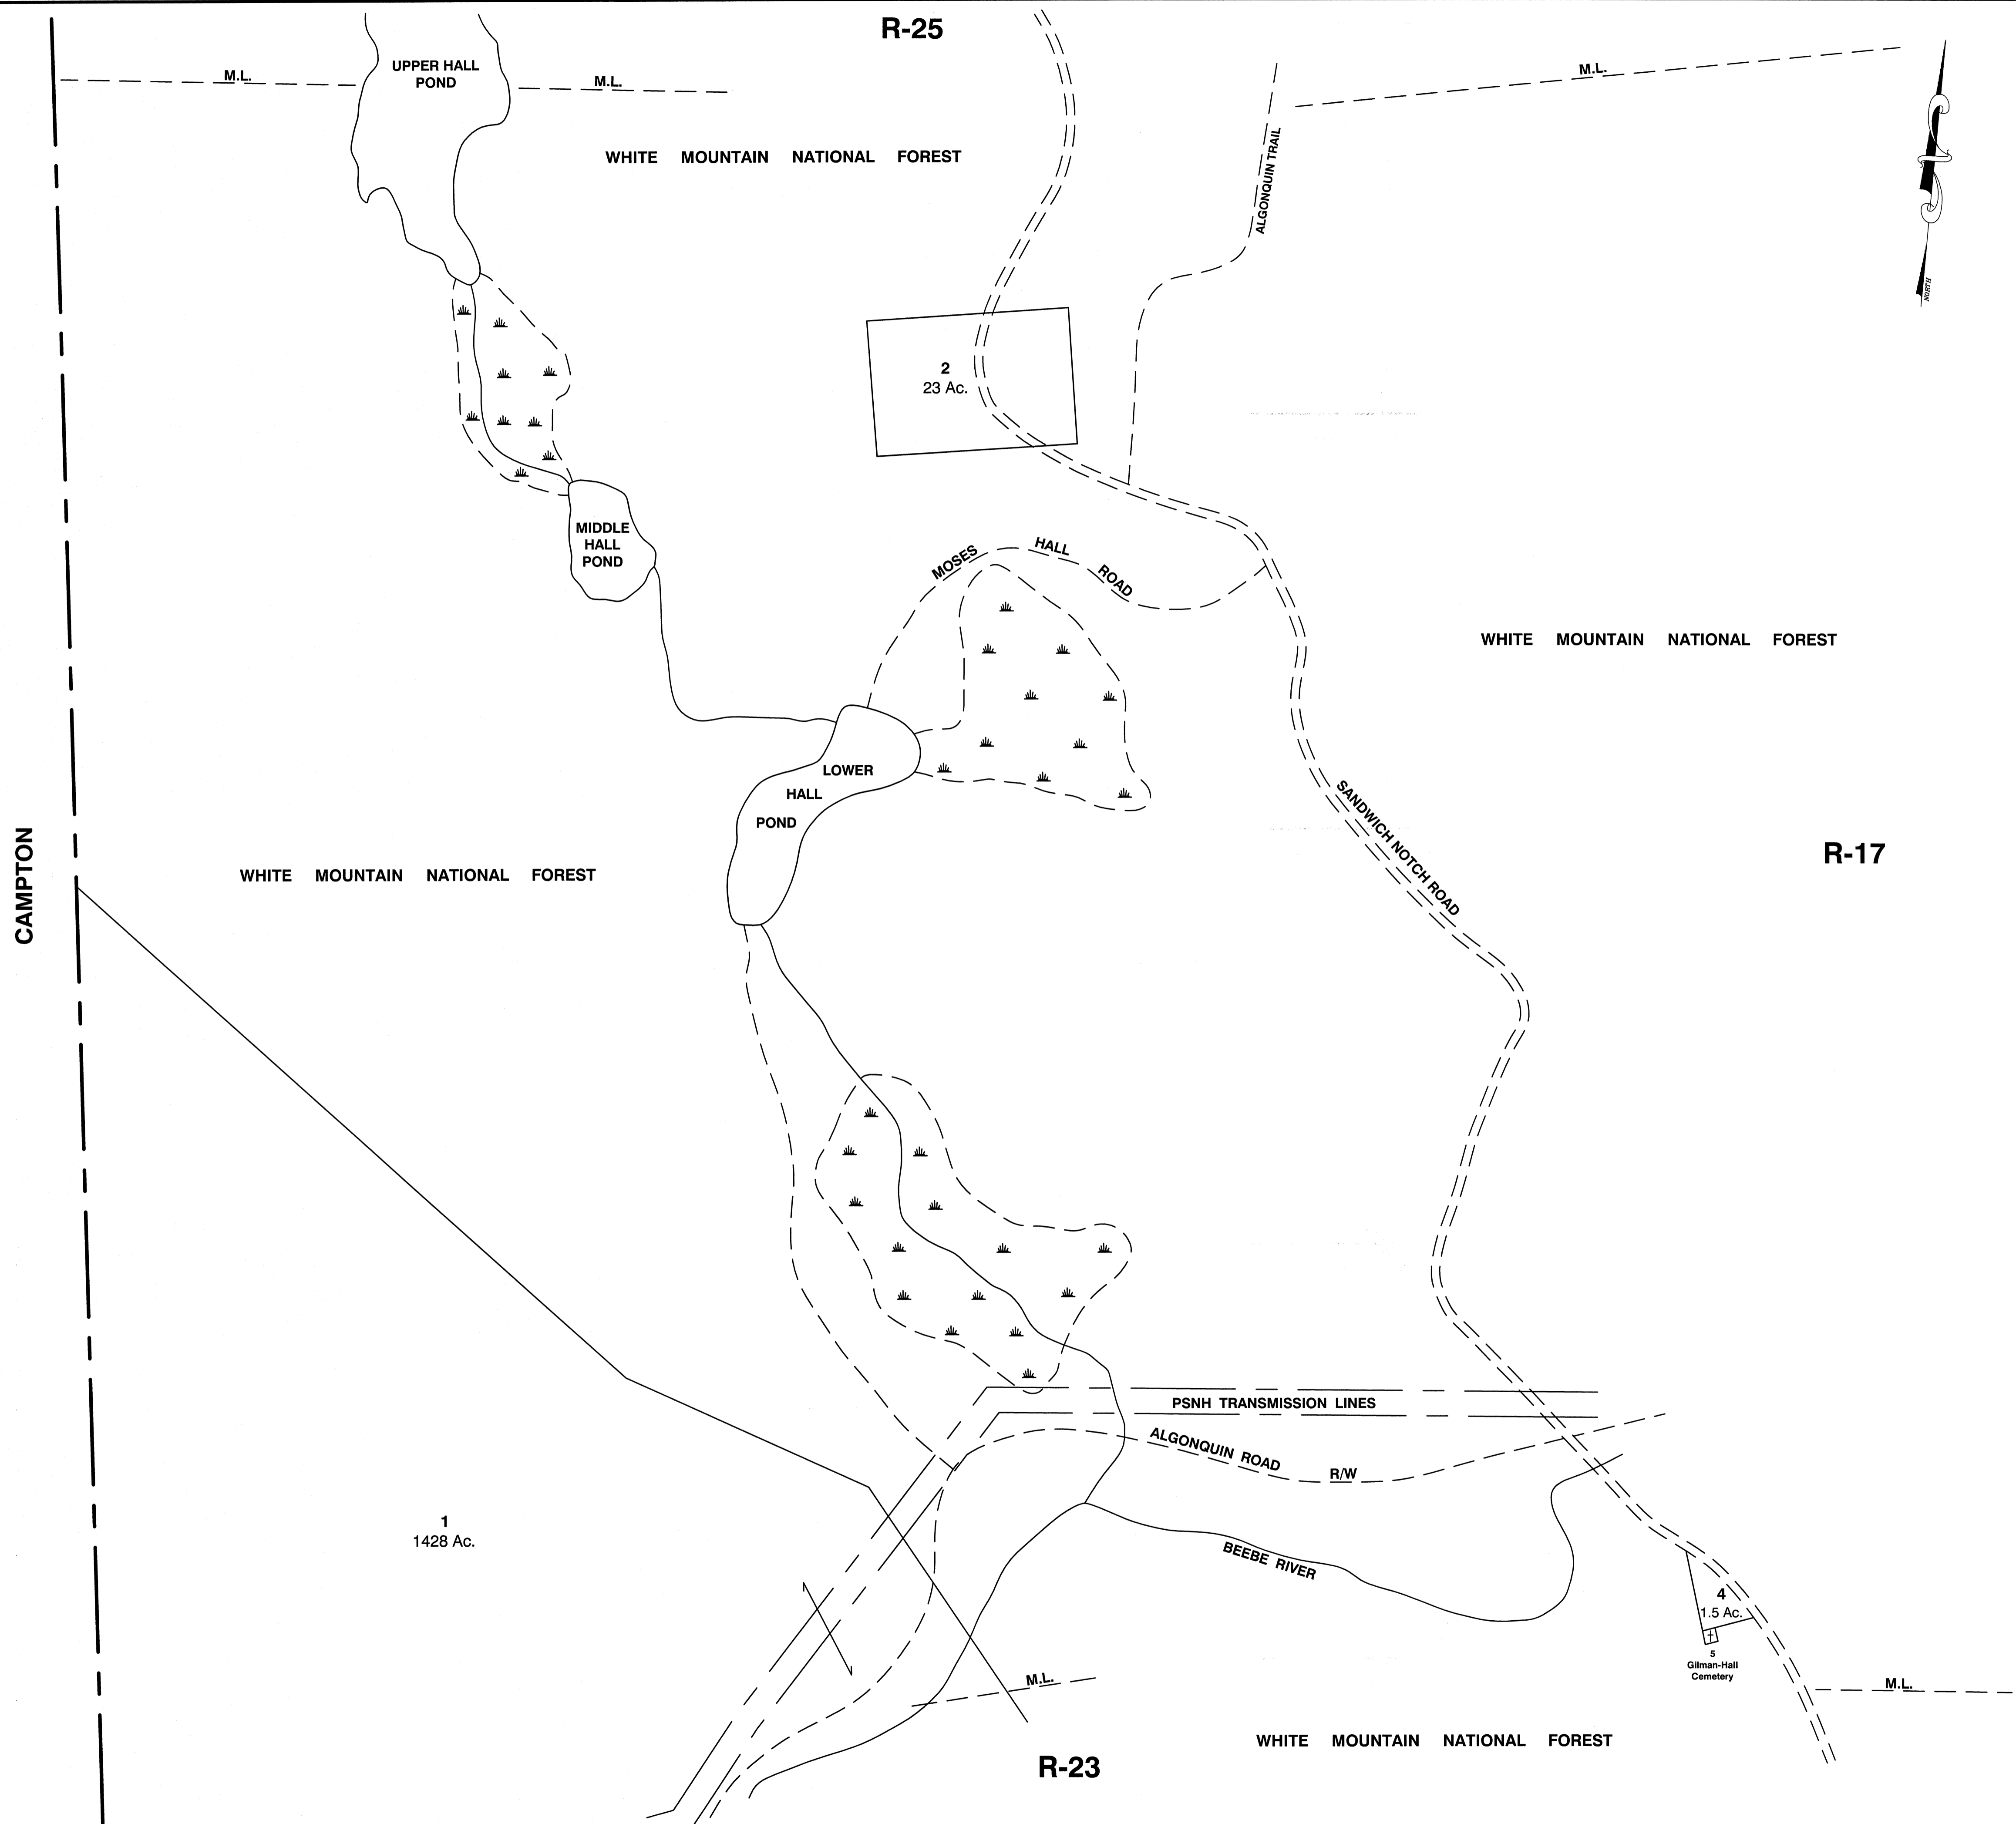 R-25
UPPER HALL
POND
M.L.
M.L.
M.L.
WHITE MOUNTAIN NATIONAL FOREST
ALGONQUIN TRAIL
NORTH
2
23 Ac.
MIDDLE
HALL
POND
MOSES HALL ROAD
WHITE MOUNTAIN NATIONAL FOREST
LOWER
HALL
POND
SANDWICH NOTCH ROAD
R-17
CAMPTON
WHITE MOUNTAIN NATIONAL FOREST
PSNH TRANSMISSION LINES
ALGONQUIN ROAD R/W
1
1428 Ac.
BEEBE RIVER
4
1.5 Ac.
5
Gilman-Hall
Cemetery
M.L.
M.L.
WHITE MOUNTAIN NATIONAL FOREST
R-23